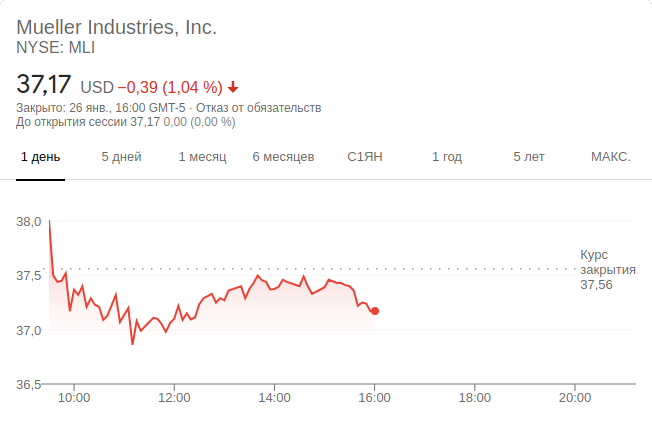 Mueller Industries, Inc.
NYSE: MLI
37,17 USD −0,39 (1,04 %)
Закрыто: 26 янв., 16:00 GMT-5 · Отказ от обязательств
До открытия сессии 37,17 0,00 (0,00 %)
1 день 5 дней 1 месяц 6 месяцев С1ЯН 1 год 5 лет МАКС.
38,0
Курс
закрытия
37,56
37,5
37,0
36,5
10:00 12:00 14:00 16:00 18:00 20:00